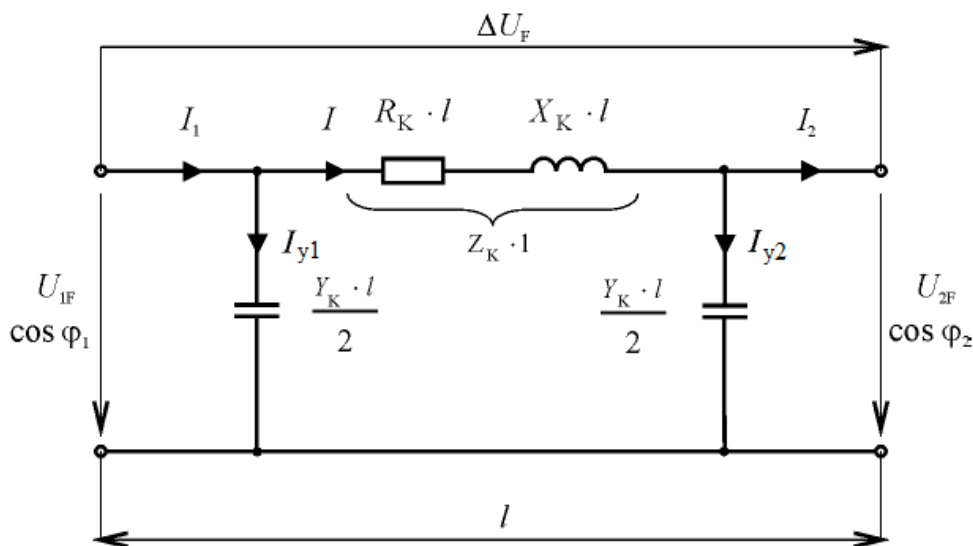 ΔU_F
I_1 I R_K · l X_K · l I_2
Z_K · 1
I_y1 I_y2
U_1F Y_K · l Y_K · l U_2F
cos φ_1 2 2 cos φ_2
l